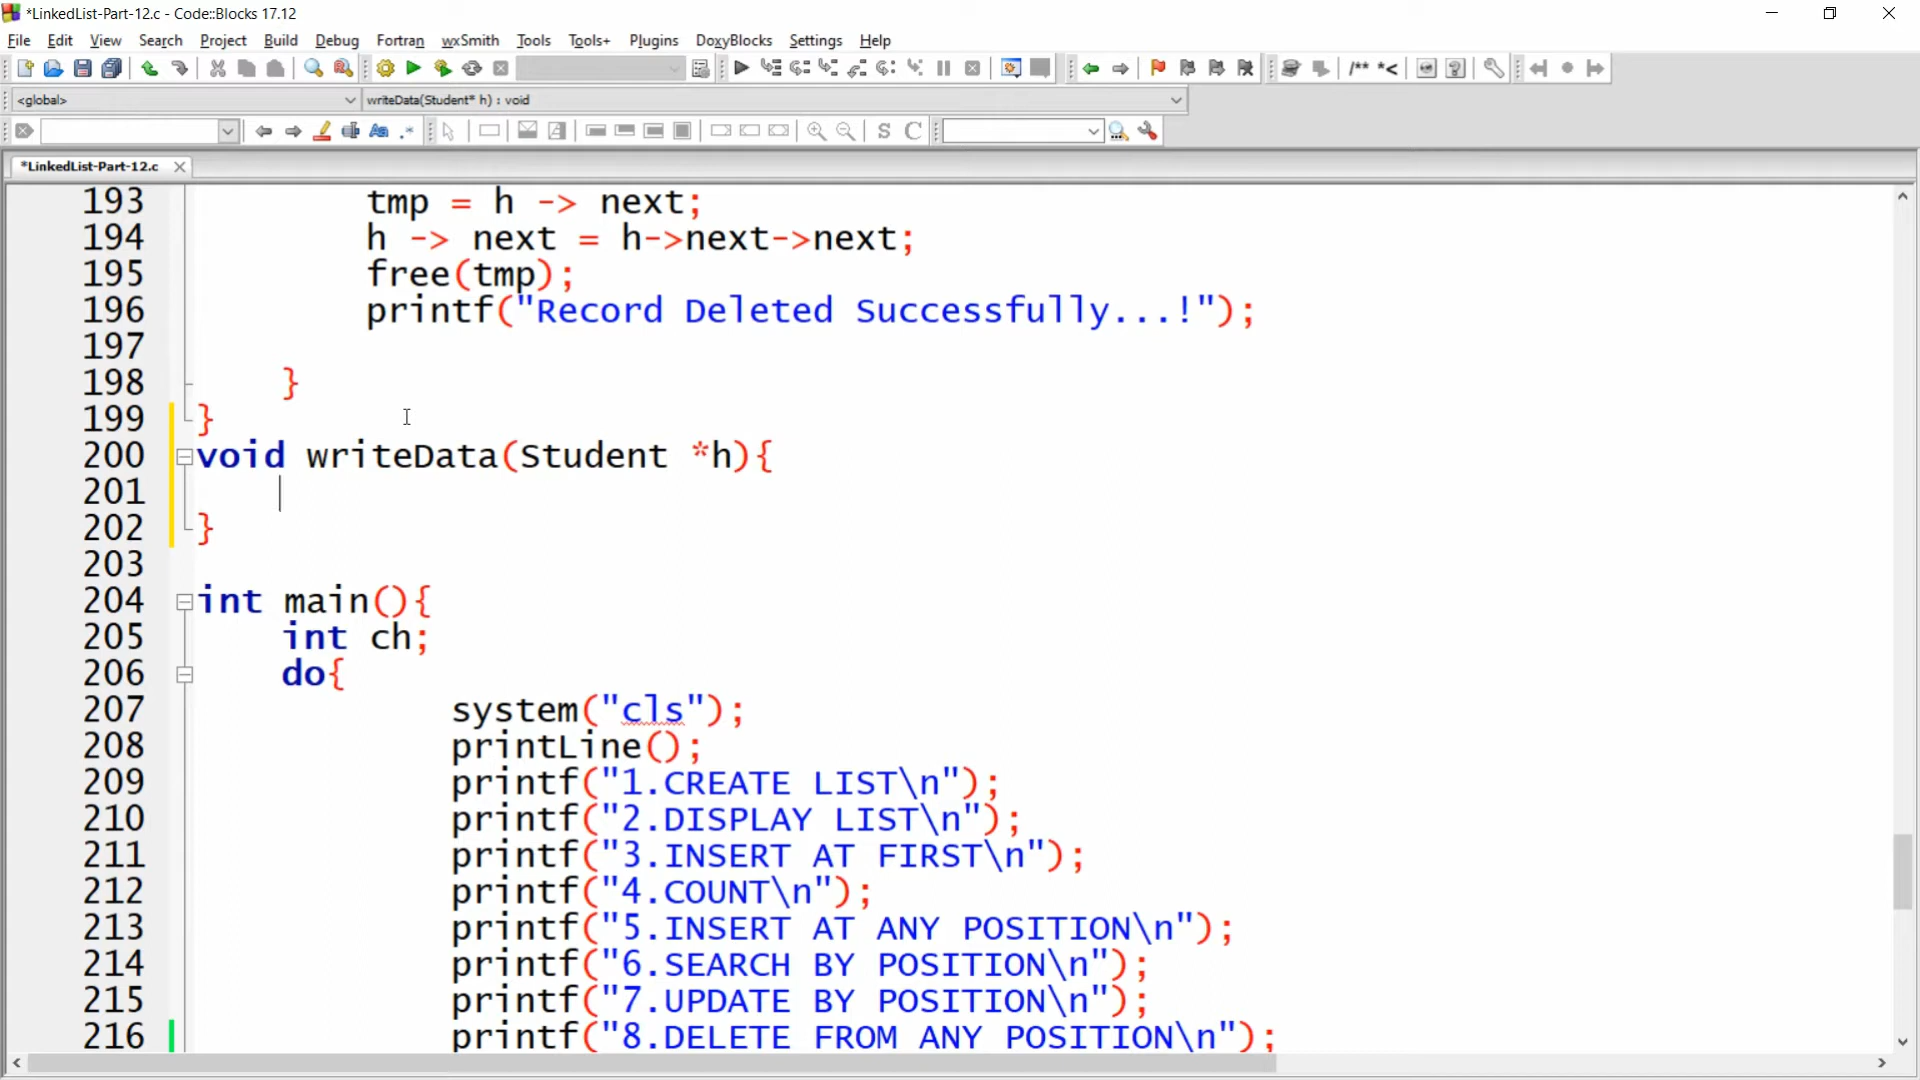 *LinkedList-Part-12.c - Code::Blocks 17.12
File Edit View Search Project Build Debug Fortran wxSmith Tools Tools+ Plugins DoxyBlocks Settings Help
/** *<
<global> writeData(Student* h) : void
Aa .* S C
*LinkedList-Part-12.c
193 tmp = h -> next;
194 h -> next = h->next->next;
195 free(tmp);
196 printf("Record Deleted Successfully...!");
197
198 }
199 }
200 void writeData(Student *h){
201
202 }
203
204 int main(){
205 int ch;
206 do{
207 system("cls");
208 printLine();
209 printf("1.CREATE LIST\n");
210 printf("2.DISPLAY LIST\n");
211 printf("3.INSERT AT FIRST\n");
212 printf("4.COUNT\n");
213 printf("5.INSERT AT ANY POSITION\n");
214 printf("6.SEARCH BY POSITION\n");
215 printf("7.UPDATE BY POSITION\n");
216 printf("8.DELETE FROM ANY POSITION\n");